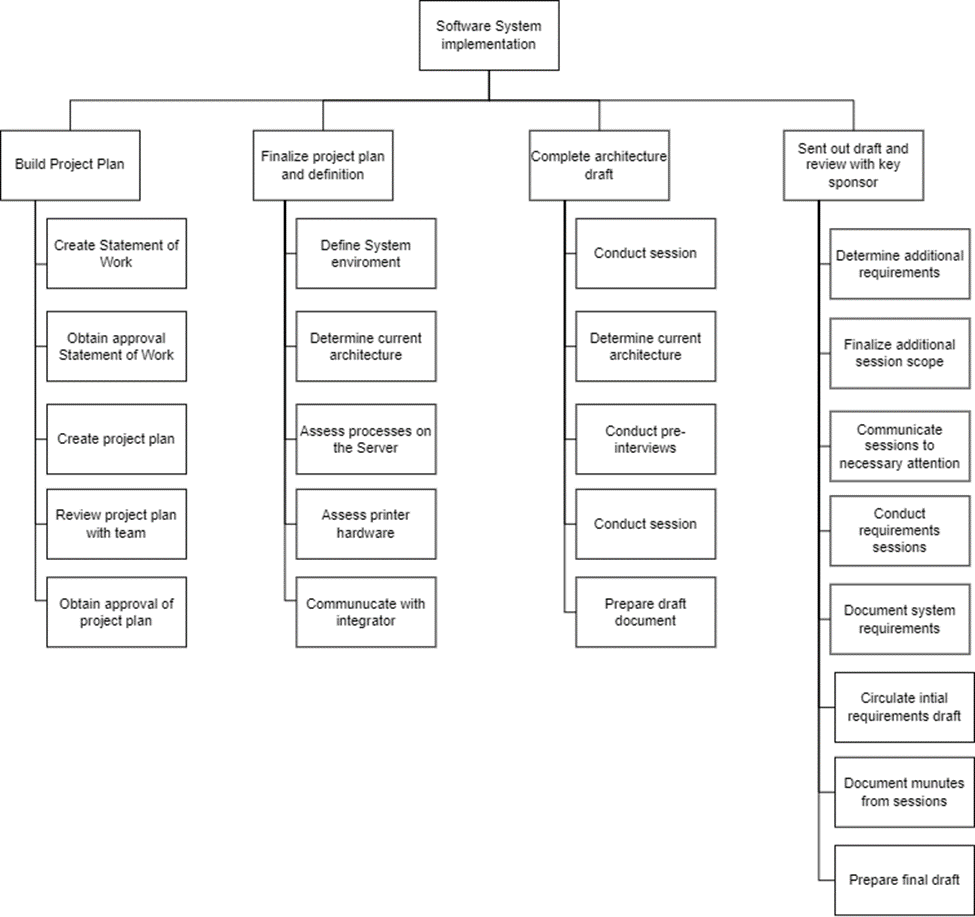 Software System
implementation
Build Project Plan
Finalize project plan
and definition
Complete architecture
draft
Sent out draft and
review with key
sponsor
Create Statement of
Work
Obtain approval
Statement of Work
Create project plan
Review project plan
with team
Obtain approval of
project plan
Define System
enviroment
Determine current
architecture
Assess processes on
the Server
Assess printer
hardware
Communucate with
integrator
Conduct session
Determine current
architecture
Conduct pre-
interviews
Conduct session
Prepare draft
document
Determine additional
requirements
Finalize additional
session scope
Communicate
sessions to
necessary attention
Conduct
requirements
sessions
Document system
requirements
Circulate intial
requirements draft
Document munutes
from sessions
Prepare final draft